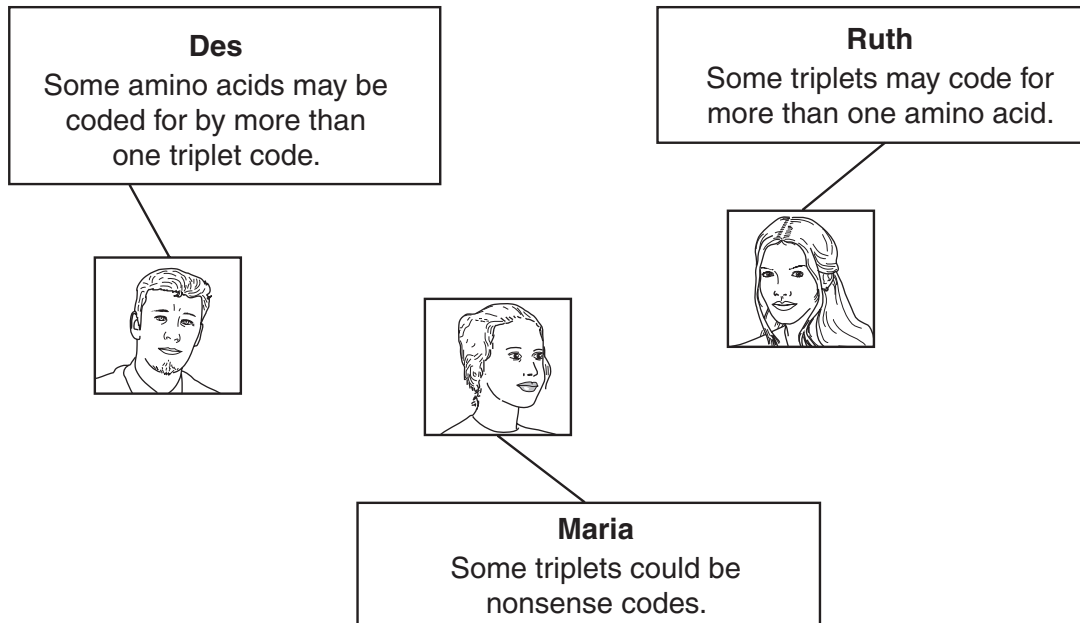 Des
Some amino acids may be
coded for by more than
one triplet code.
Ruth
Some triplets may code for
more than one amino acid.
Maria
Some triplets could be
nonsense codes.